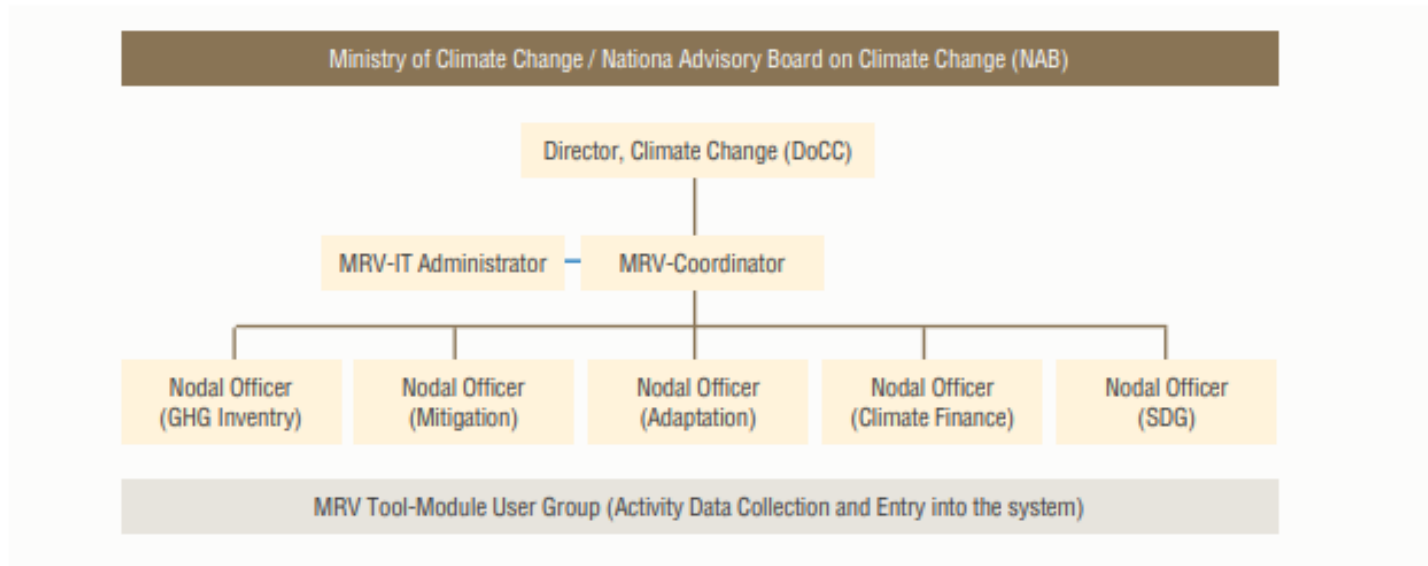 Ministry of Climate Change / Nationa Advisory Board on Climate Change (NAB)
Director, Climate Change (DoCC)
MRV-IT Administrator
MRV-Coordinator
Nodal Officer
(GHG Inventry)
Nodal Officer
(Mitigation)
Nodal Officer
(Adaptation)
Nodal Officer
(Climate Finance)
Nodal Officer
(SDG)
MRV Tool-Module User Group (Activity Data Collection and Entry into the system)